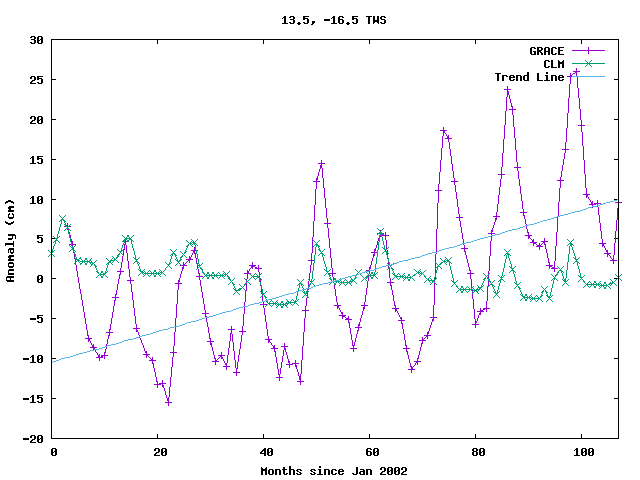 13.5, -16.5 TWS
GRACE
CLM
Trend Line
30
25
20
15
10
5
0
-5
-10
-15
-20
Anomaly (cm)
0 20 40 60 80 100
Months since Jan 2002